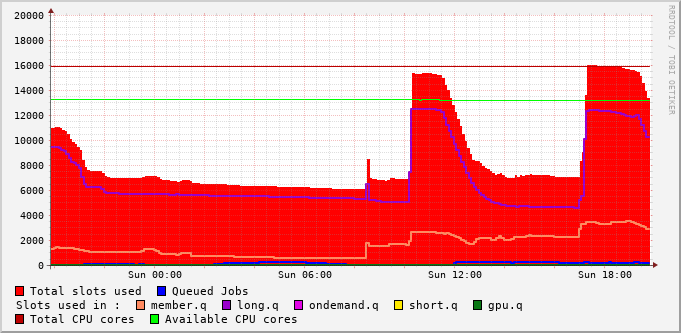 20000
18000
16000
14000
12000
10000
8000
6000
4000
2000
0
Sun 00:00 Sun 06:00 Sun 12:00 Sun 18:00
RRDTOOL / TOBI OETIKER
Total slots used Queued Jobs
Slots used in : member.q long.q ondemand.q short.q gpu.q
Total CPU cores Available CPU cores